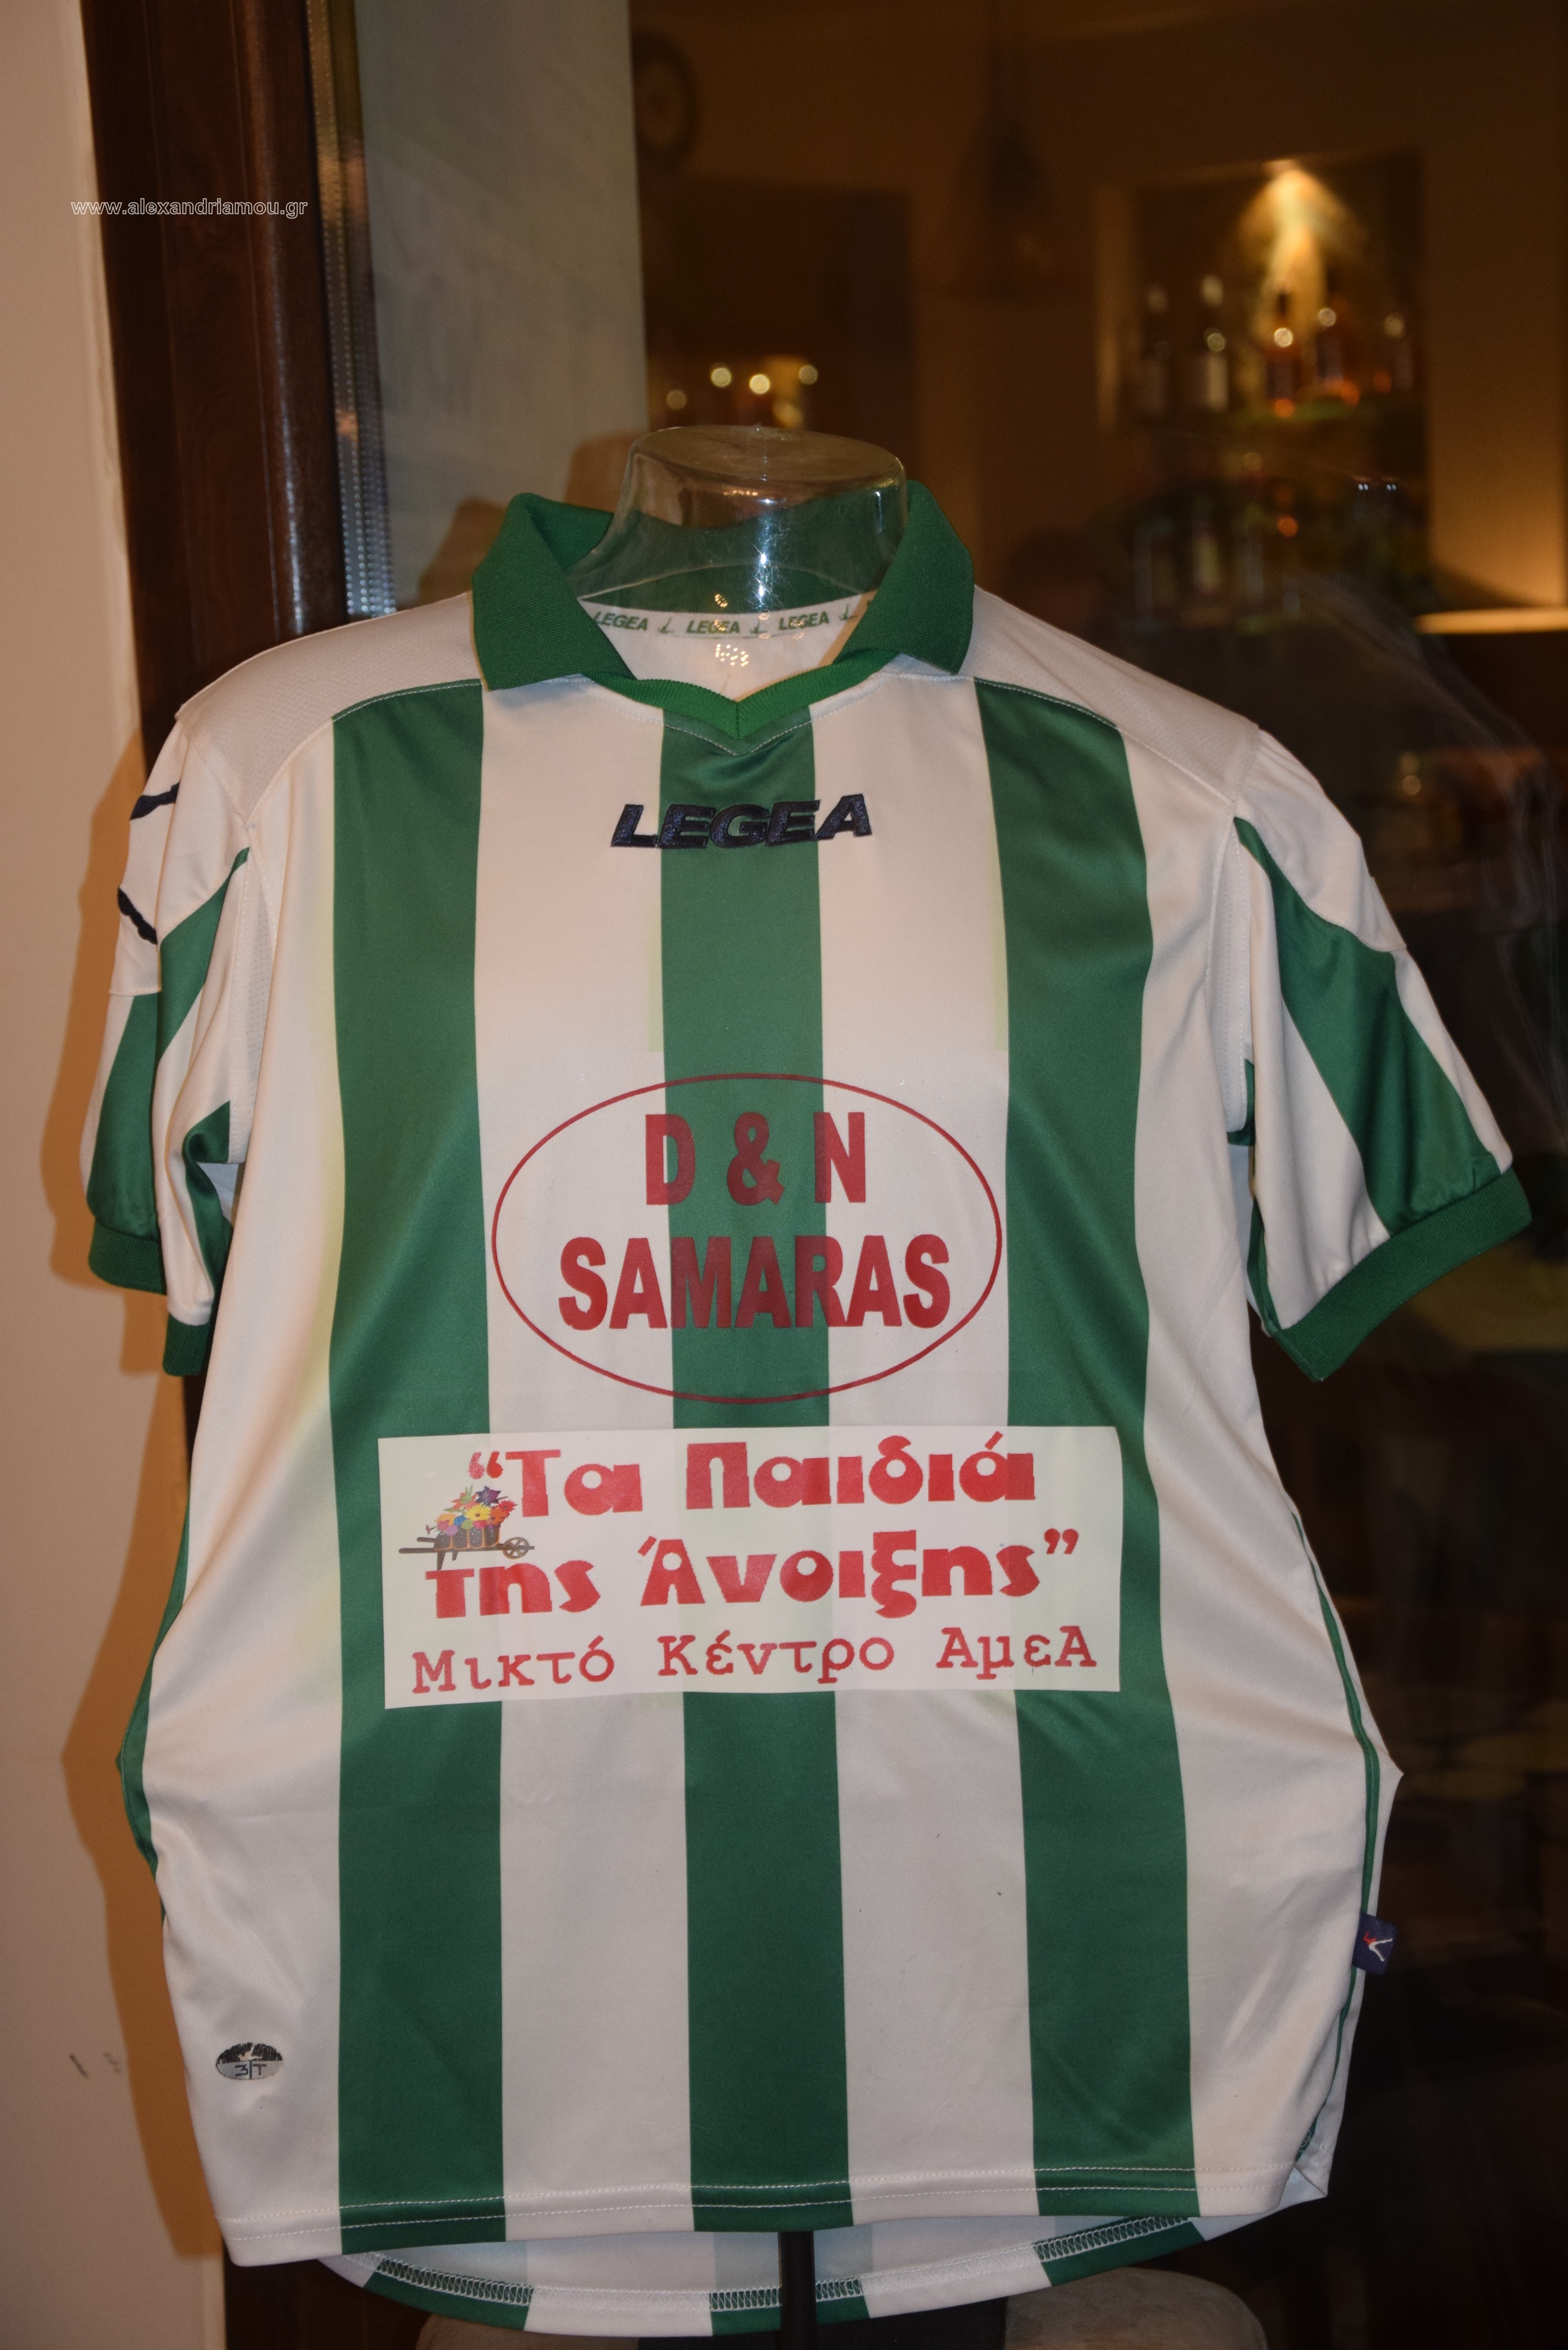 www.alexandriamou.gr
LEGEA LEGEA LEGEA
LEGEA
D & N
SAMARAS
“Τα Παιδιά
της Άνοιξης”
Μικτό Κέντρο ΑμεΑ